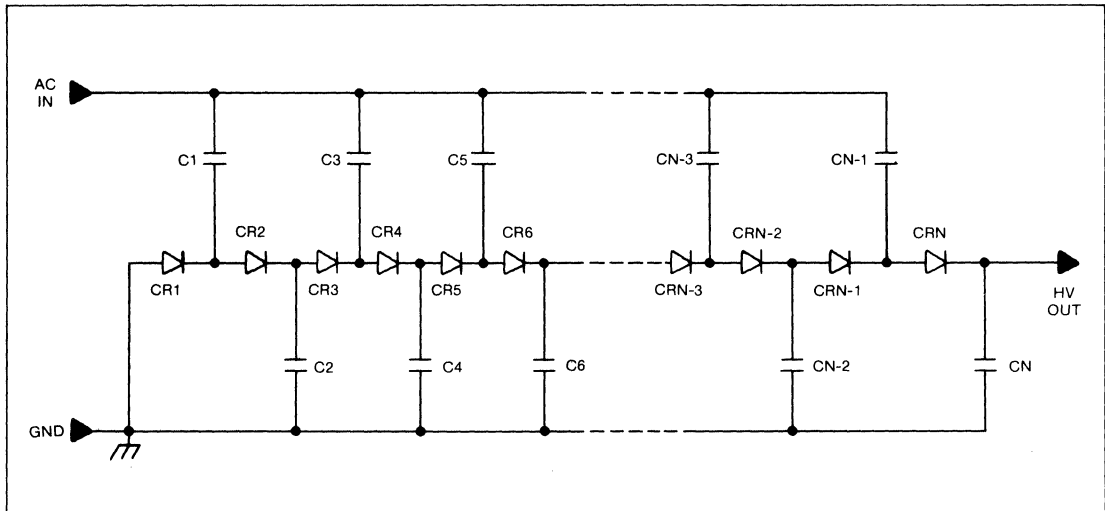 AC
IN
C1
C3
C5
CN-3
CN-1
CR2
CR4
CR6
CRN-2
CRN
CR1
CR3
CR5
CRN-3
CRN-1
HV
OUT
C2
C4
C6
CN-2
CN
GND